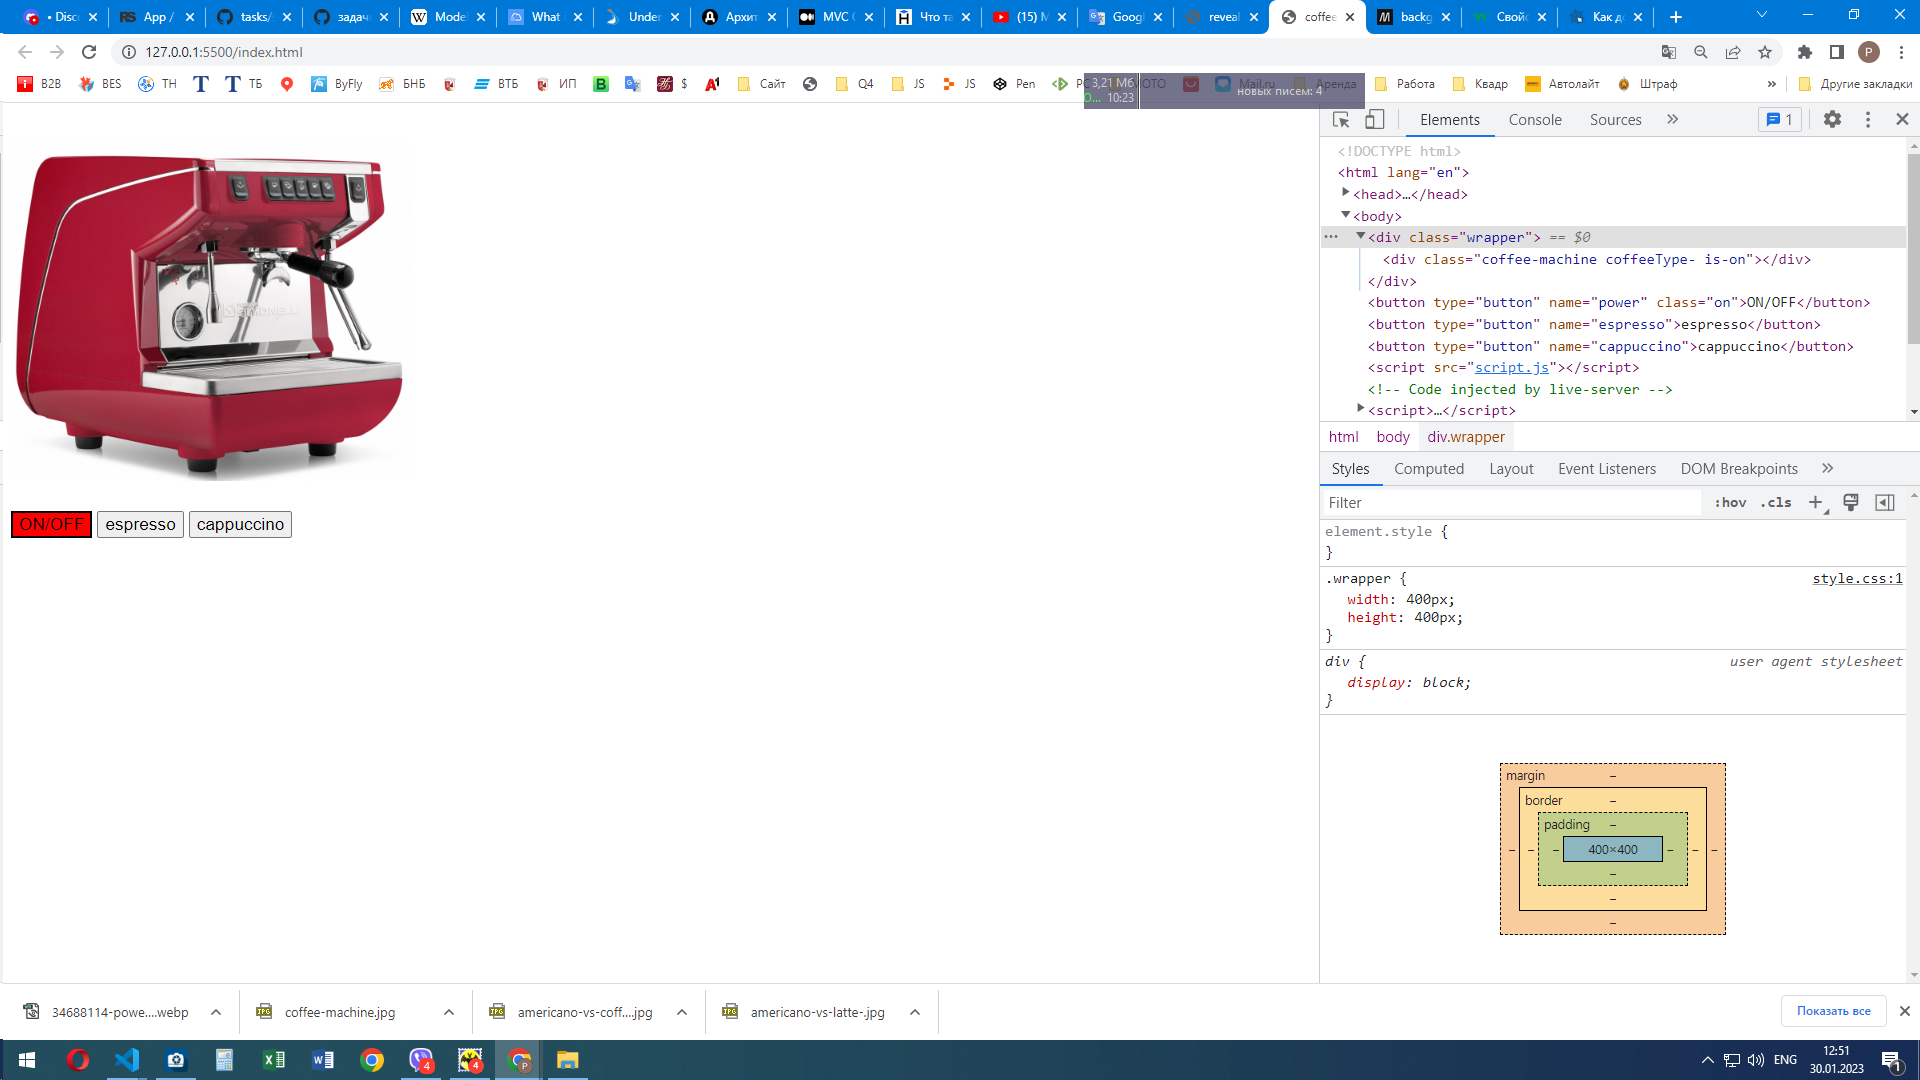 • Disc
App /
tasks/
задач
Mode
What
Under
Архит
MVC
Что та
(15) M
Googl
reveal
coffee
backg
Свой
Как д
127.0.0.1:5500/index.html
P
B2B
BES
TH
ТБ
ByFly
БНБ
ВТБ
ИП
$
Сайт
Q4
JS
JS
Pen
Mail.ru
Аренда
Работа
Квадр
Автолайт
Штраф
»
Другие закладки
3,21 Мб
О... 10:23
новых писем: 4
Elements
Console
Sources
»
1
<!DOCTYPE html>
<html lang="en">
<head>…</head>
<body>
<div class="wrapper"> == $0
<div class="coffee-machine coffeeType- is-on"></div>
</div>
<button type="button" name="power" class="on">ON/OFF</button>
<button type="button" name="espresso">espresso</button>
<button type="button" name="cappuccino">cappuccino</button>
<script src="script.js"></script>
<!-- Code injected by live-server -->
<script>…</script>
html body div.wrapper
Styles Computed Layout Event Listeners DOM Breakpoints »
Filter :hov .cls
element.style {
}
.wrapper { style.css:1
width: 400px;
height: 400px;
}
div { user agent stylesheet
display: block;
}
margin –
border –
padding –
– – – 400×400 – – –
–
–
–
ON/OFF espresso cappuccino
34688114-powe....webp
coffee-machine.jpg
americano-vs-coff....jpg
americano-vs-latte-.jpg
Показать все
4
4
P
ENG
12:51
30.01.2023
1